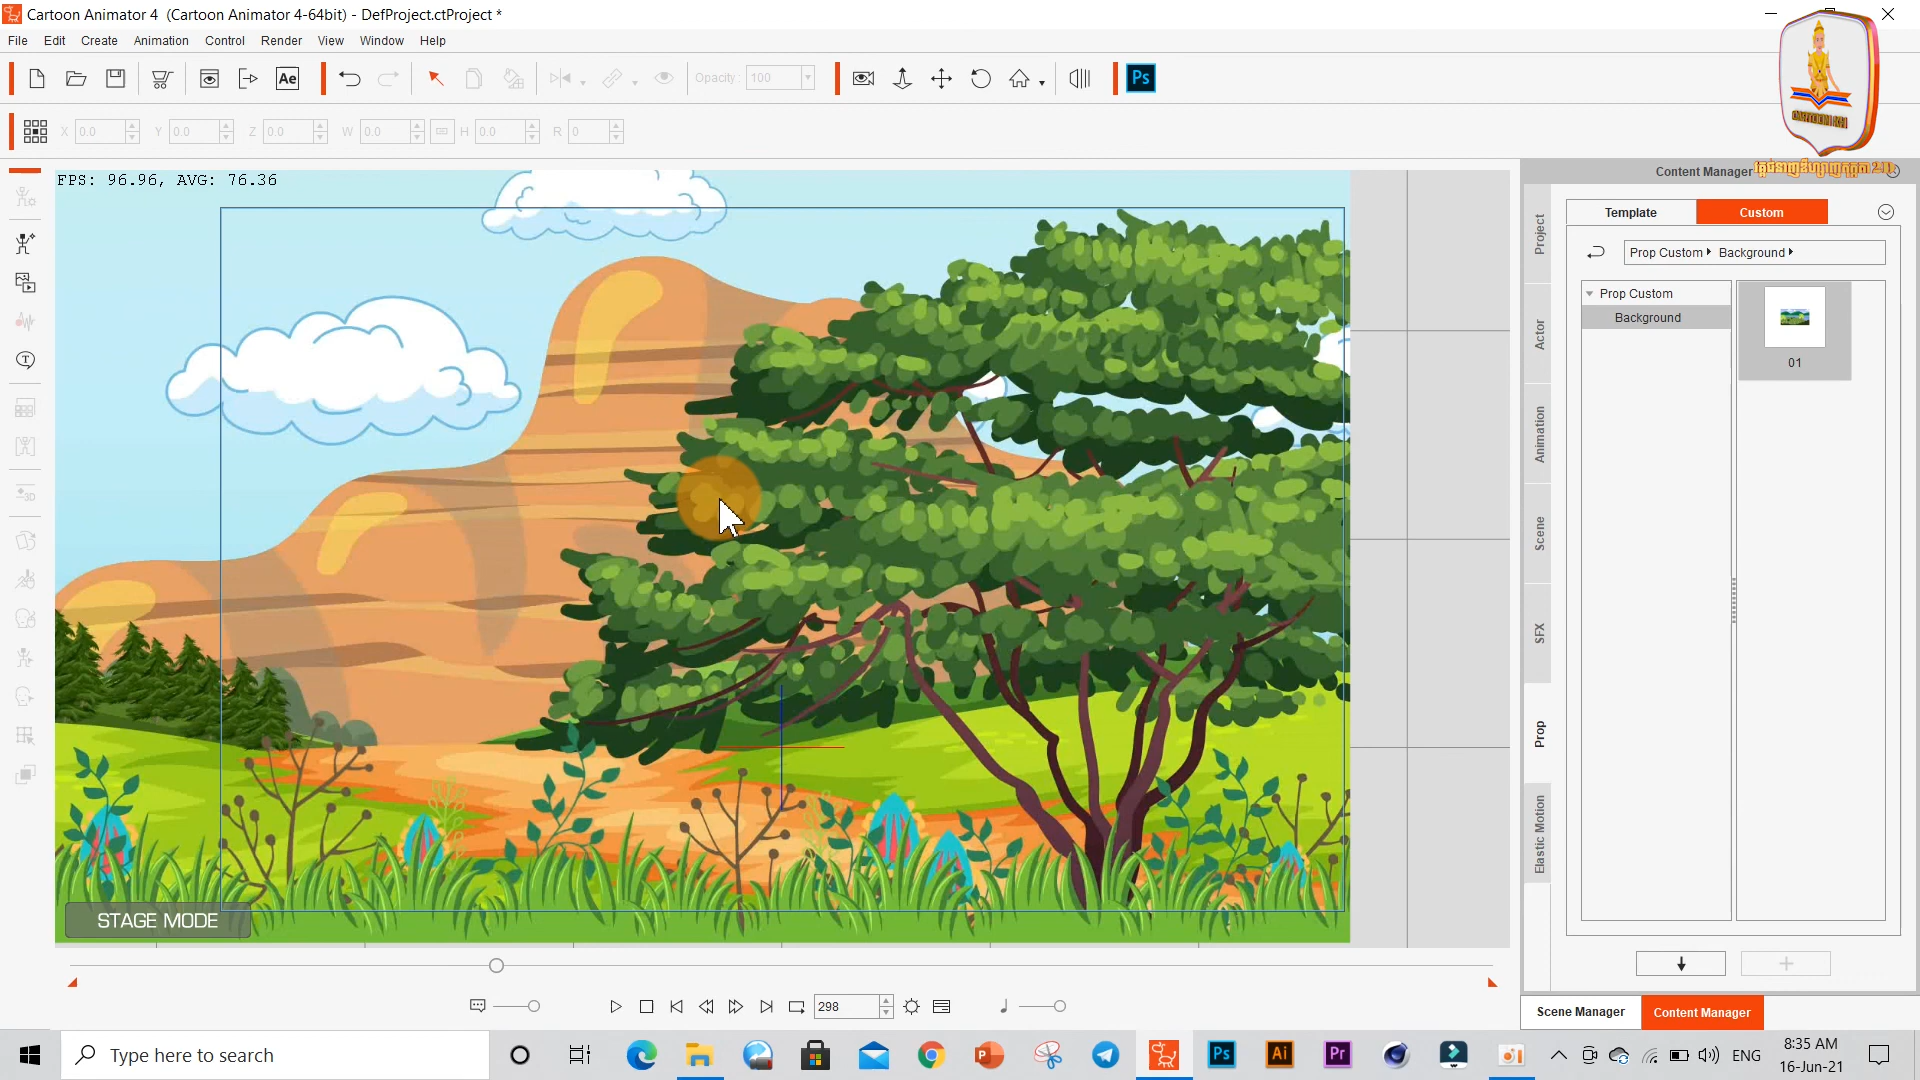 Cartoon Animator 4  (Cartoon Animator 4-64bit) - DefProject.ctProject *
File Edit Create Animation Control Render View Window Help
Ae
Opacity : 100
Ps
X 0.0 Y 0.0 Z 0.0 W 0.0 H 0.0 R 0
FPS: 96.96, AVG: 76.36
Content Manager
Template Custom
Prop Custom Background
Prop Custom
Background
01
Project
Actor
Animation
Scene
SFX
Prop
Elastic Motion
3D
STAGE MODE
298
Scene Manager Content Manager
Type here to search
Ps Ai Pr
ENG
8:35 AM
16-Jun-21